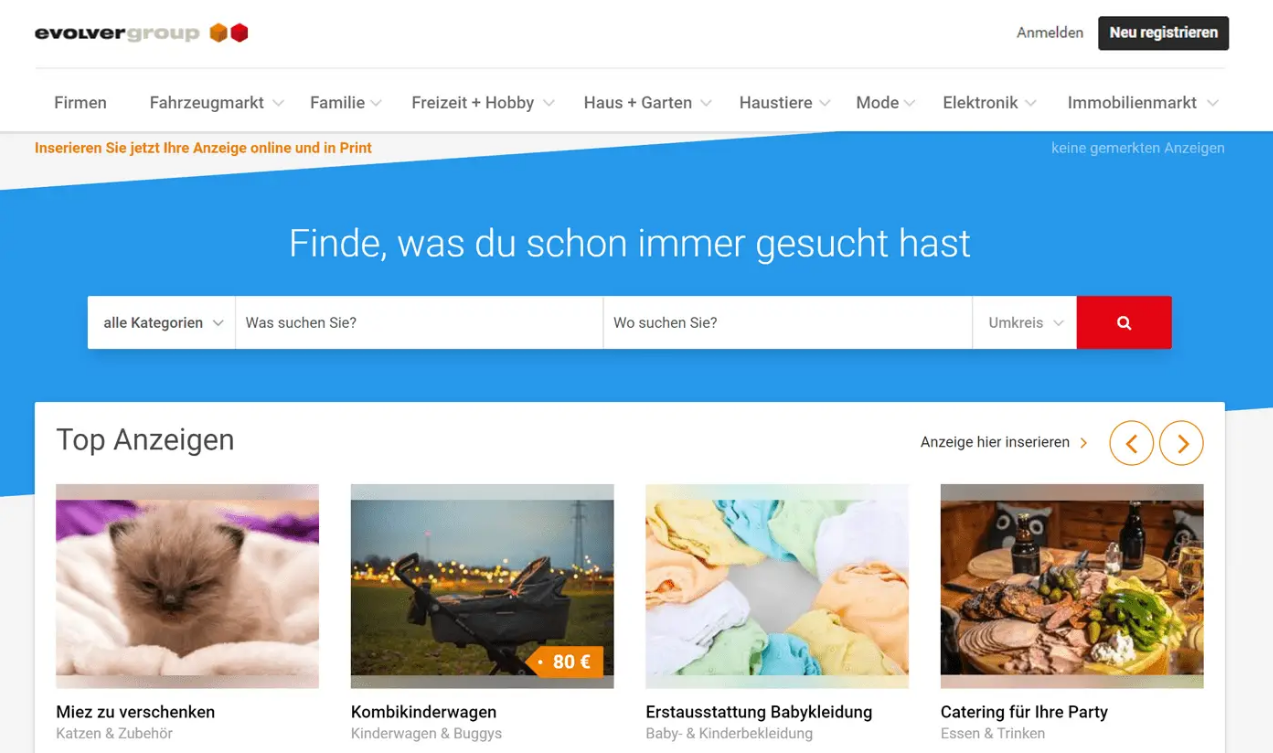 evolvergroup
Anmelden
Neu registrieren
Firmen
Fahrzeugmarkt
Familie
Freizeit + Hobby
Haus + Garten
Haustiere
Mode
Elektronik
Immobilienmarkt
Inserieren Sie jetzt Ihre Anzeige online und in Print
keine gemerkten Anzeigen
Finde, was du schon immer gesucht hast
alle Kategorien
Was suchen Sie?
Wo suchen Sie?
Umkreis
Top Anzeigen
Anzeige hier inserieren
80 €
Miez zu verschenken
Katzen & Zubehör
Kombikinderwagen
Kinderwagen & Buggys
Erstausstattung Babykleidung
Baby- & Kinderbekleidung
Catering für Ihre Party
Essen & Trinken